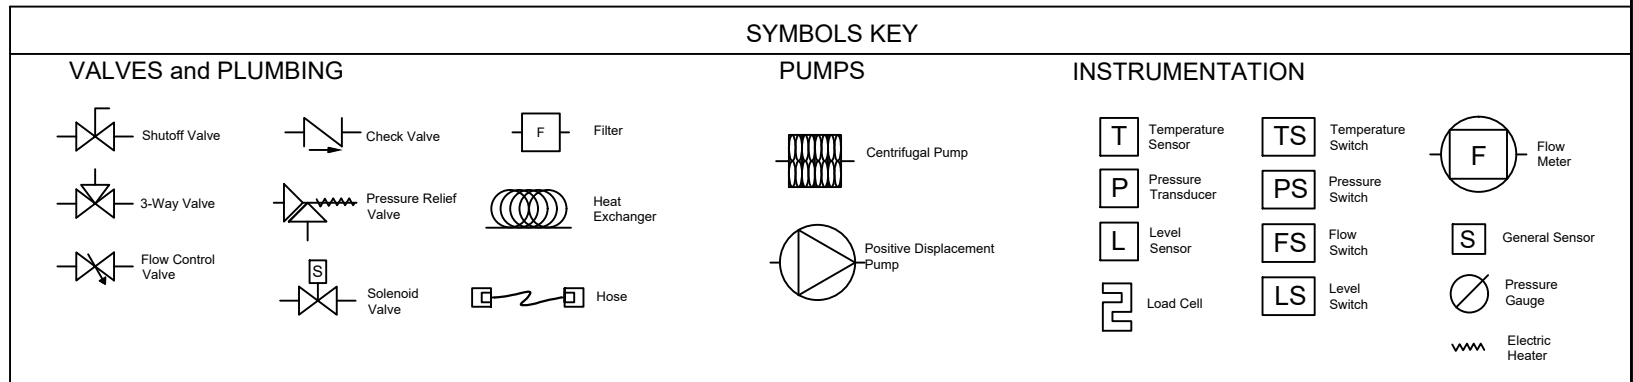 SYMBOLS KEY
VALVES and PLUMBING
Shutoff Valve
3-Way Valve
Flow Control
Valve
Check Valve
Pressure Relief
Valve
S
Solenoid
Valve
F
Filter
Heat
Exchanger
Hose
PUMPS
Centrifugal Pump
Positive Displacement
Pump
INSTRUMENTATION
T
Temperature
Sensor
P
Pressure
Transducer
L
Level
Sensor
Load Cell
TS
Temperature
Switch
PS
Pressure
Switch
FS
Flow
Switch
LS
Level
Switch
F
Flow
Meter
S
General Sensor
Pressure
Gauge
Electric
Heater